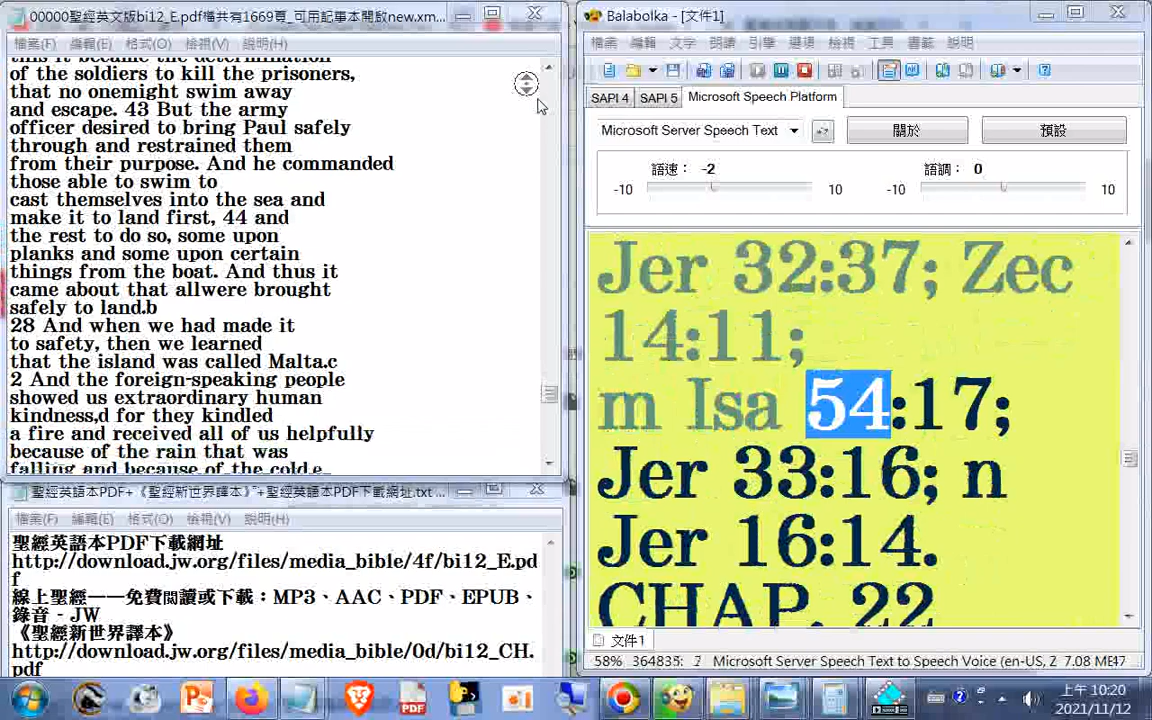 00000聖經英文版bi12_E.pdf檔共有1669頁_可用記事本開啟new.xm...
檔案(F) 編輯(E) 格式(O) 檢視(V) 說明(H)
this it became the determination
of the soldiers to kill the prisoners,
that no onemight swim away
and escape. 43 But the army
officer desired to bring Paul safely
through and restrained them
from their purpose. And he commanded
those able to swim to
cast themselves into the sea and
make it to land first, 44 and
the rest to do so, some upon
planks and some upon certain
things from the boat. And thus it
came about that allwere brought
safely to land.b
28 And when we had made it
to safety, then we learned
that the island was called Malta.c
2 And the foreign-speaking people
showed us extraordinary human
kindness,d for they kindled
a fire and received all of us helpfully
because of the rain that was
falling and because of the cold.e
聖經英語本PDF+《聖經新世界譯本》"+聖經英語本PDF下載網址.txt ...
檔案(F) 編輯(E) 格式(O) 檢視(V) 說明(H)
聖經英語本PDF下載網址
http://download.jw.org/files/media_bible/4f/bi12_E.pd
f
線上聖經——免費閱讀或下載：MP3、AAC、PDF、EPUB、
錄音 - JW
《聖經新世界譯本》
http://download.jw.org/files/media_bible/0d/bi12_CH.
pdf
Balabolka - [文件1]
檔案 編輯 文字 朗讀 引擎 選項 檢視 工具 書籤 說明
SAPI 4 SAPI 5 Microsoft Speech Platform
Microsoft Server Speech Text 關於 預設
語速： -2 語調： 0
-10 10 -10 10
Jer 32:37; Zec
14:11;
m Isa 54:17;
Jer 33:16; n
Jer 16:14.
CHAP. 22
文件1
58% 364835: 2 Microsoft Server Speech Text to Speech Voice (en-US, Z 7.08 ME47
上午 10:20
2021/11/12